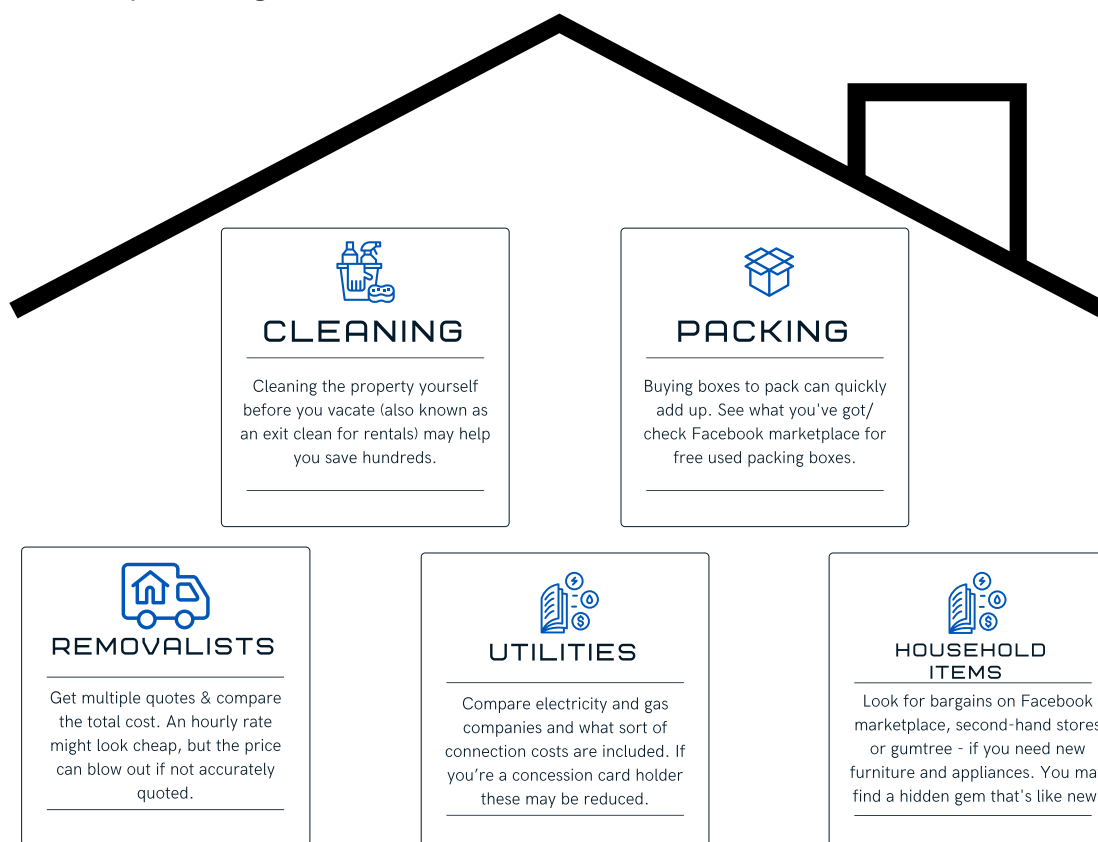 CLEANING
Cleaning the property yourself
before you vacate (also known as
an exit clean for rentals) may help
you save hundreds.
PACKING
Buying boxes to pack can quickly
add up. See what you've got/
check Facebook marketplace for
free used packing boxes.
REMOVALISTS
Get multiple quotes & compare
the total cost. An hourly rate
might look cheap, but the price
can blow out if not accurately
quoted.
UTILITIES
Compare electricity and gas
companies and what sort of
connection costs are included. If
you’re a concession card holder
these may be reduced.
HOUSEHOLD
ITEMS
Look for bargains on Facebook
marketplace, second-hand stores
or gumtree - if you need new
furniture and appliances. You ma
find a hidden gem that's like new